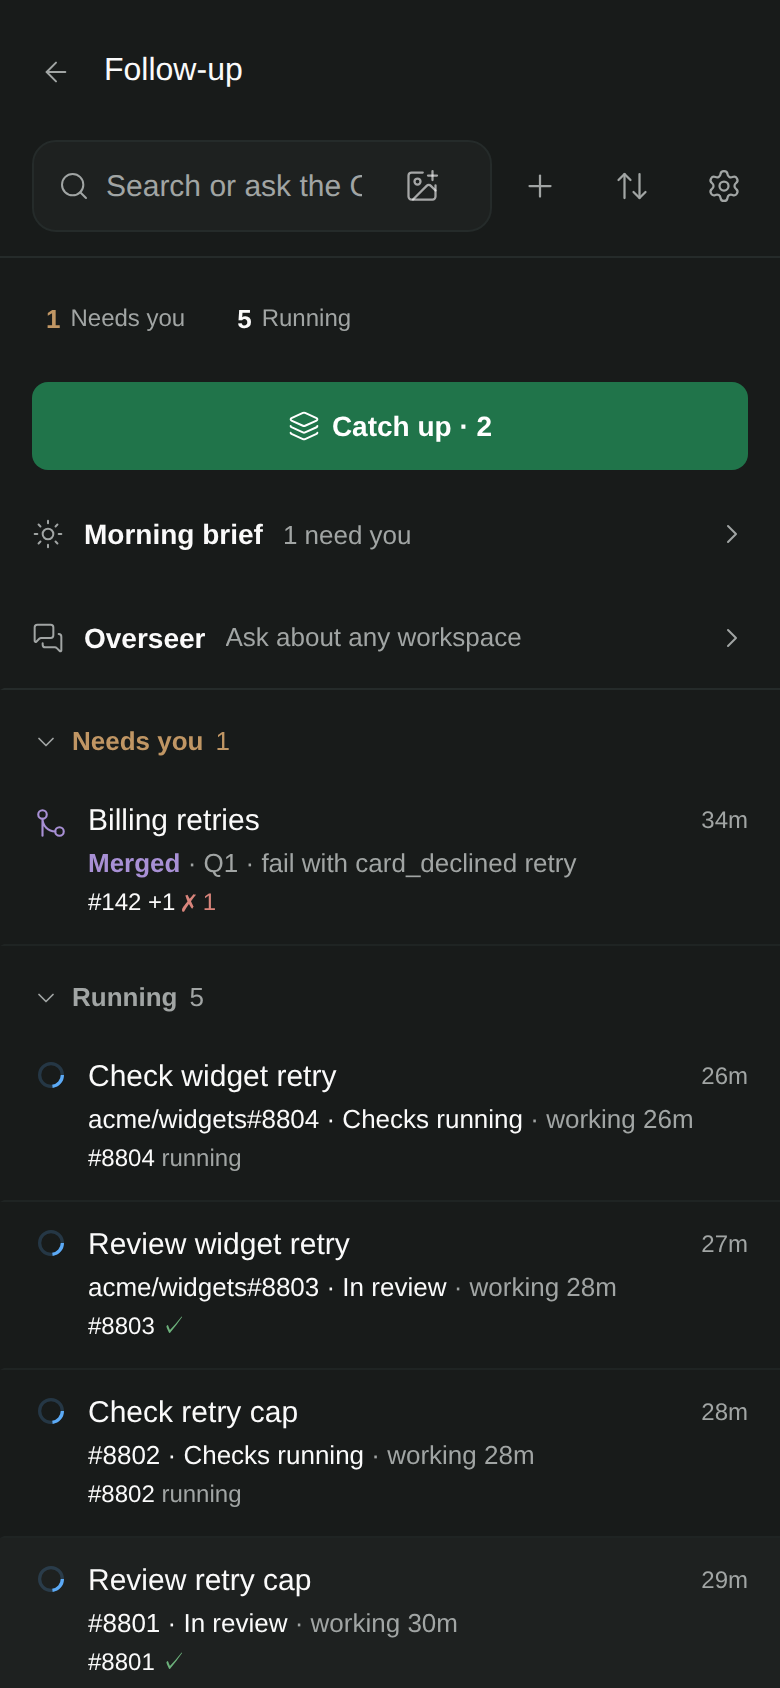 Follow-up
Search or ask the
1 Needs you 5 Running
Catch up · 2
Morning brief 1 need you
Overseer Ask about any workspace
Needs you 1
Billing retries 34m
Merged · Q1 · fail with card_declined retry
#142 +1 ✗ 1
Running 5
Check widget retry 26m
acme/widgets#8804 · Checks running · working 26m
#8804 running
Review widget retry 27m
acme/widgets#8803 · In review · working 28m
#8803 ✓
Check retry cap 28m
#8802 · Checks running · working 28m
#8802 running
Review retry cap 29m
#8801 · In review · working 30m
#8801 ✓